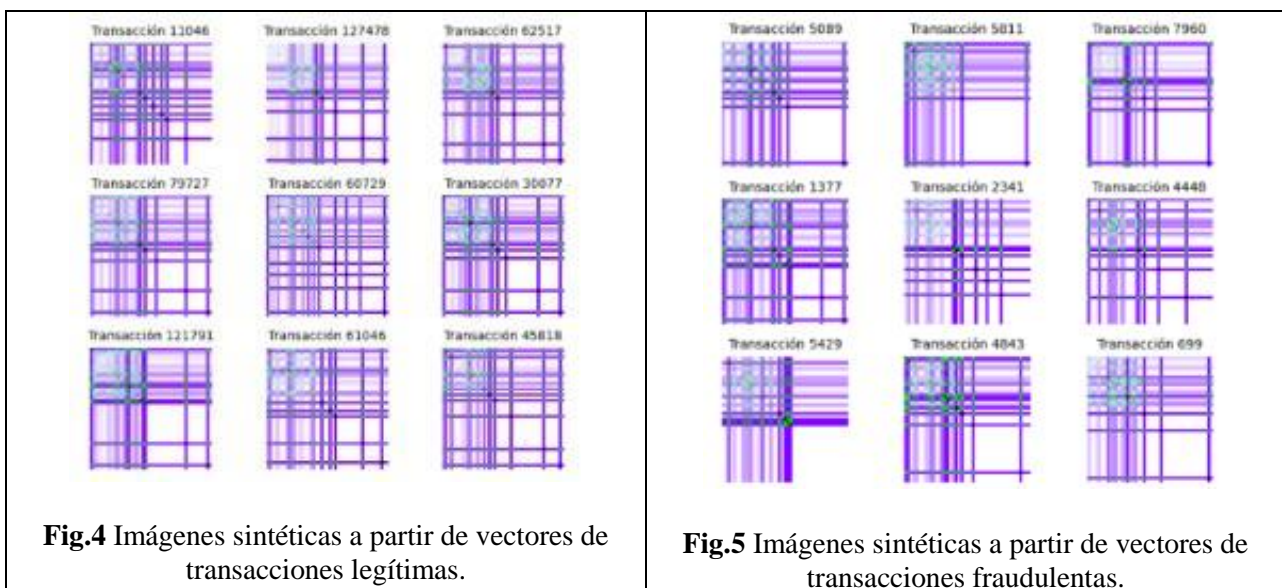 Transacción 11046 Transacción 127478 Transacción 62517
Transacción 79727 Transacción 60729 Transacción 30077
Transacción 121791 Transacción 61046 Transacción 45818
Fig.4 Imágenes sintéticas a partir de vectores de
transacciones legítimas.
Transacción 5089 Transacción 5811 Transacción 7960
Transacción 1377 Transacción 2341 Transacción 4448
Transacción 5429 Transacción 4843 Transacción 699
Fig.5 Imágenes sintéticas a partir de vectores de
transacciones fraudulentas.